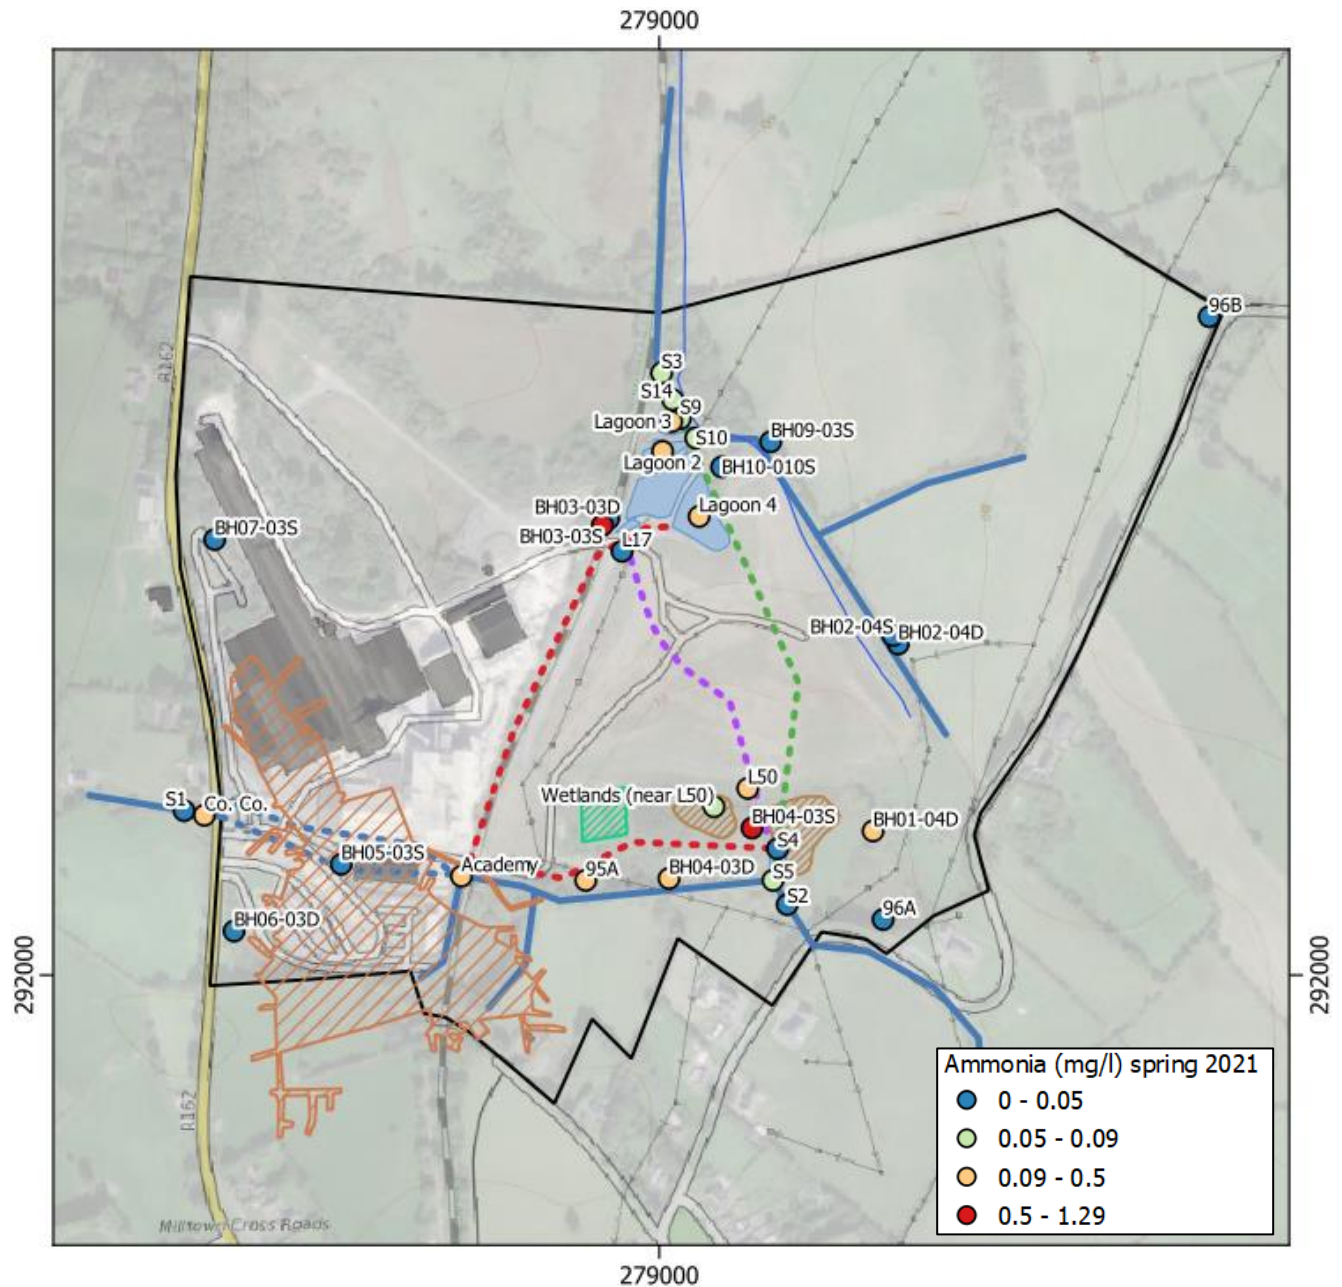 279000
96B
R162
S3
S14
S9
Lagoon 3
S10
BH09-03S
Lagoon 2
BH10-010S
BH03-03D
Lagoon 4
BH07-03S
BH03-03S
L17
BH02-04S
BH02-04D
L50
Wetlands (near L50)
S1
Co. Co.
BH04-03S
BH01-04D
S4
BH05-03S
Academy
95A
BH04-03D
S5
S2
BH06-03D
96A
292000
292000
Ammonia (mg/l) spring 2021
0 - 0.05
0.05 - 0.09
0.09 - 0.5
0.5 - 1.29
R162
Milltown Cross Roads
279000